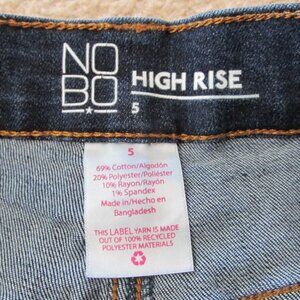 NO
BO
HIGH RISE
5
5
69% Cotton/Algodón
20% Polyester/Poliéster
10% Rayon/Rayón
1% Spandex
Made in/Hecho en
Bangladesh
THIS LABEL YARN IS MADE
OUT OF 100% RECYCLED
POLYESTER MATERIALS